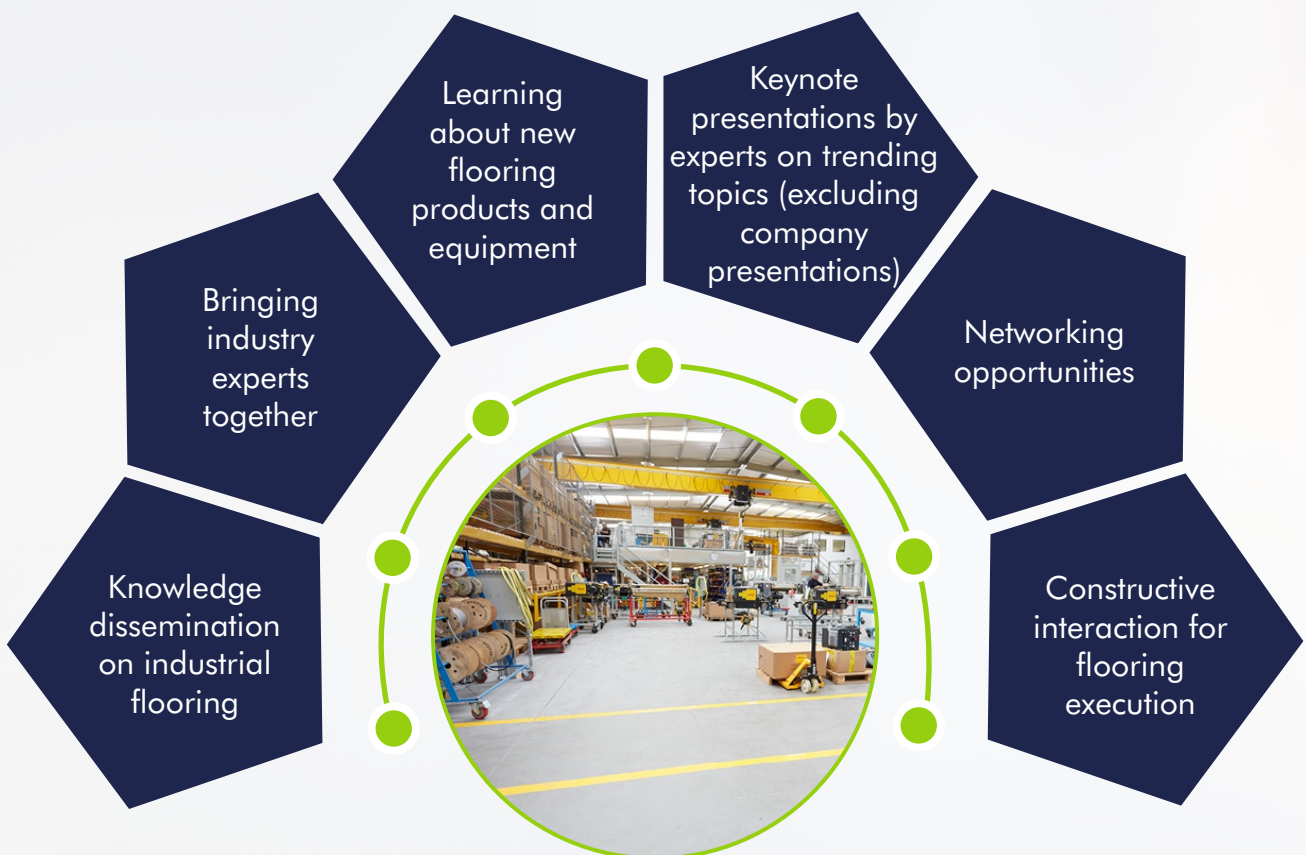 Learning
about new
flooring
products and
equipment
Keynote
presentations by
experts on trending
topics (excluding
company
presentations)
Bringing
industry
experts
together
Networking
opportunities
Knowledge
dissemination
on industrial
flooring
Constructive
interaction for
flooring
execution